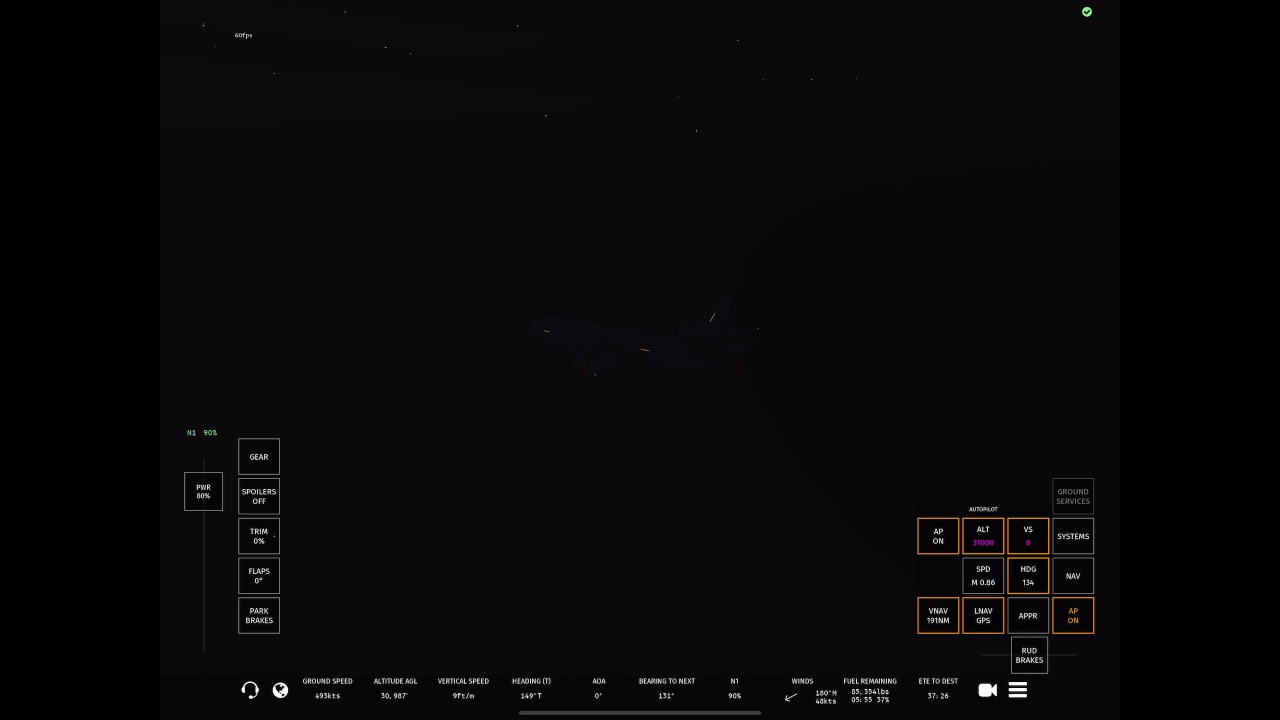 60fps
N1 90%
PWR
80%
GEAR
SPOILERS
OFF
TRIM
0%
FLAPS
0°
PARK
BRAKES
GROUND
SERVICES
AUTOPILOT
AP
ON
ALT
31000
VS
0
SYSTEMS
SPD
M 0.86
HDG
134
NAV
VNAV
191NM
LNAV
GPS
APPR
AP
ON
RUD
BRAKES
GROUND SPEED
493kts
ALTITUDE AGL
30,987'
VERTICAL SPEED
9ft/m
HEADING (T)
149°T
AOA
0°
BEARING TO NEXT
131°
N1
90%
WINDS
180°M
48kts
FUEL REMAINING
85,354lbs
05:55 37%
ETE TO DEST
37:26